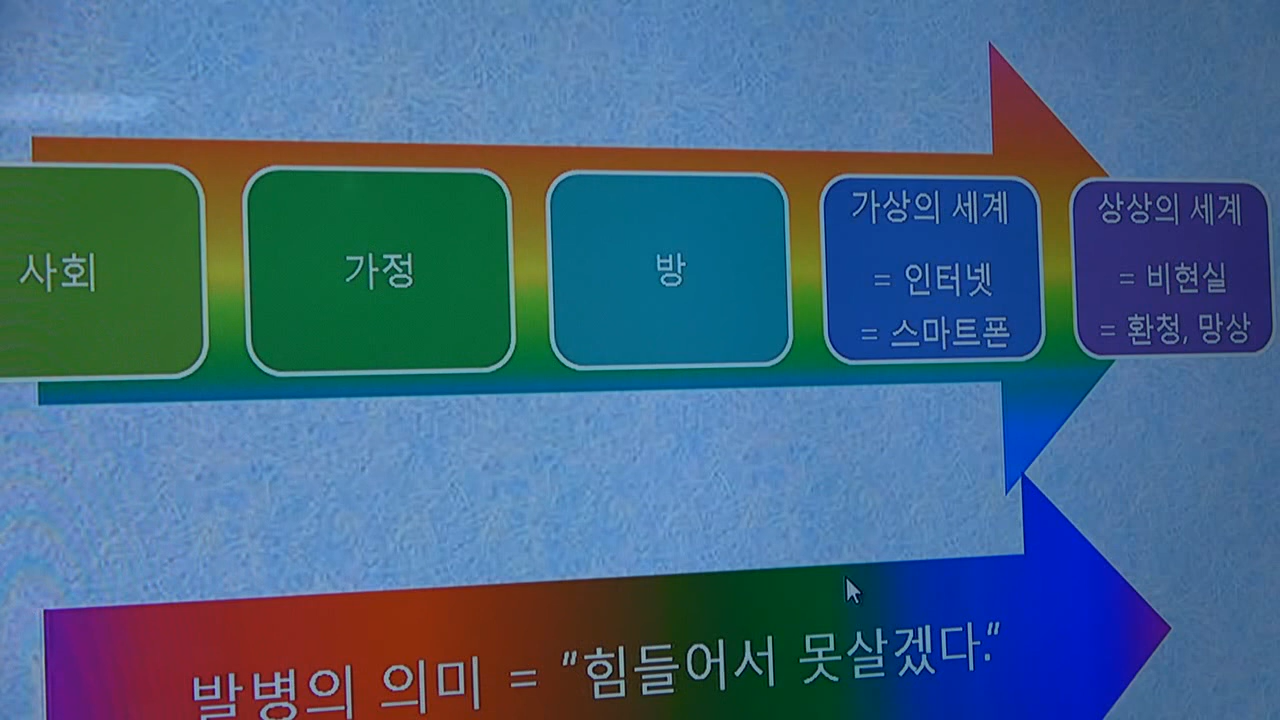 사회
가정
방
가상의 세계
= 인터넷
= 스마트폰
상상의 세계
= 비현실
= 환청, 망상
발병의 의미 = "힘들어서 못살겠다."